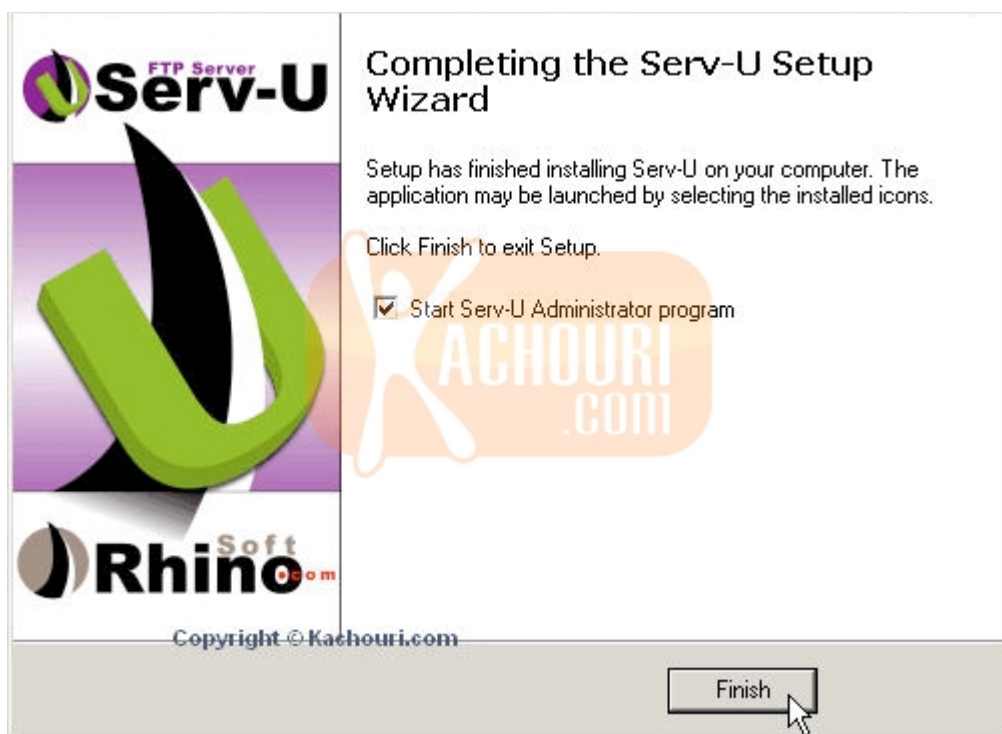 FTP Server
Serv-U
Completing the Serv-U Setup
Wizard
Setup has finished installing Serv-U on your computer. The
application may be launched by selecting the installed icons.
Click Finish to exit Setup.
Start Serv-U Administrator program
KACHOURI
.COM
RhinoSoft
.com
Copyright © Kachouri.com
Finish